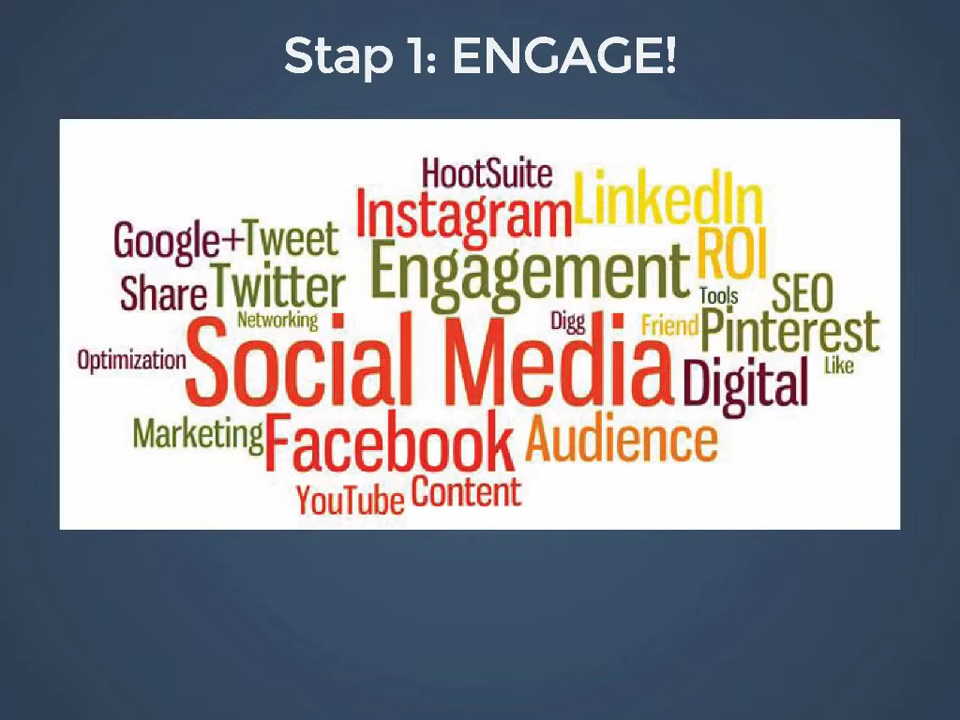 Stap 1: ENGAGE!
HootSuite
LinkedIn
Instagram
Google+
Tweet
Engagement
ROI
Share
Twitter
Tools
SEO
Networking
Digg
Friend
Pinterest
Optimization
Social Media
Digital
Like
Marketing
Facebook
Audience
YouTube
Content